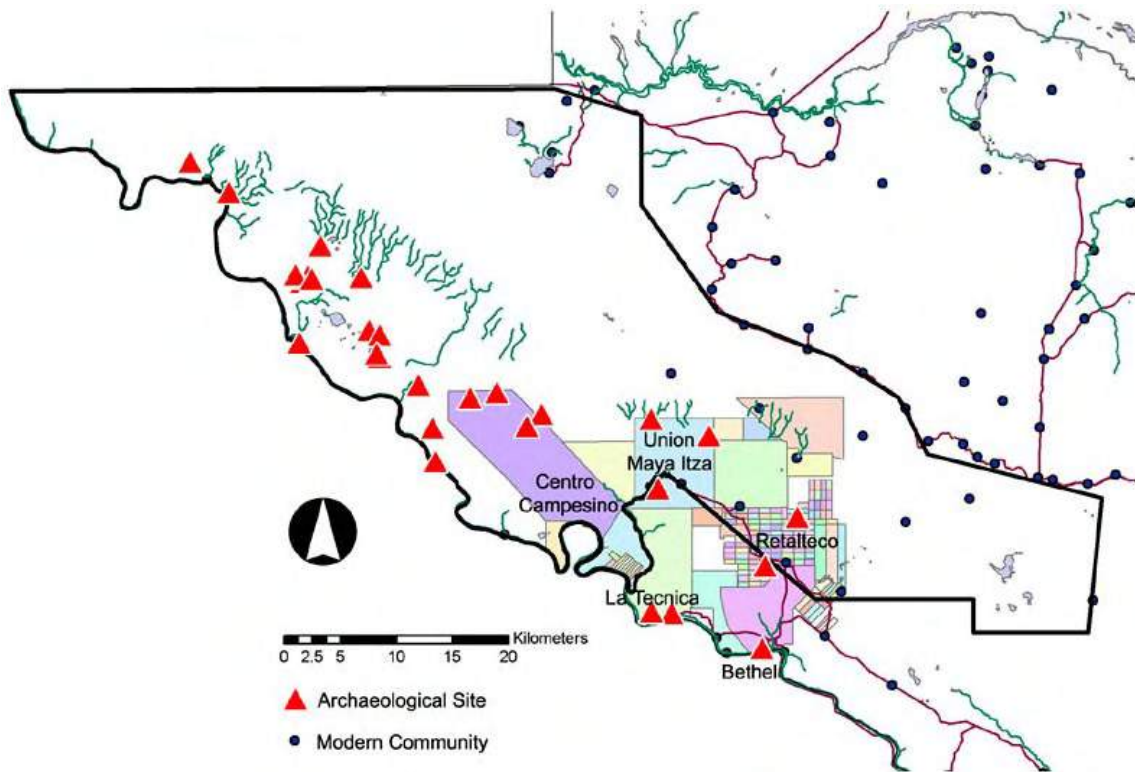 Union
Maya Itza
Centro
Campesino
Retalteco
La Tecnica
Bethel
Kilometers
0 2.5 5 10 15 20
Archaeological Site
Modern Community